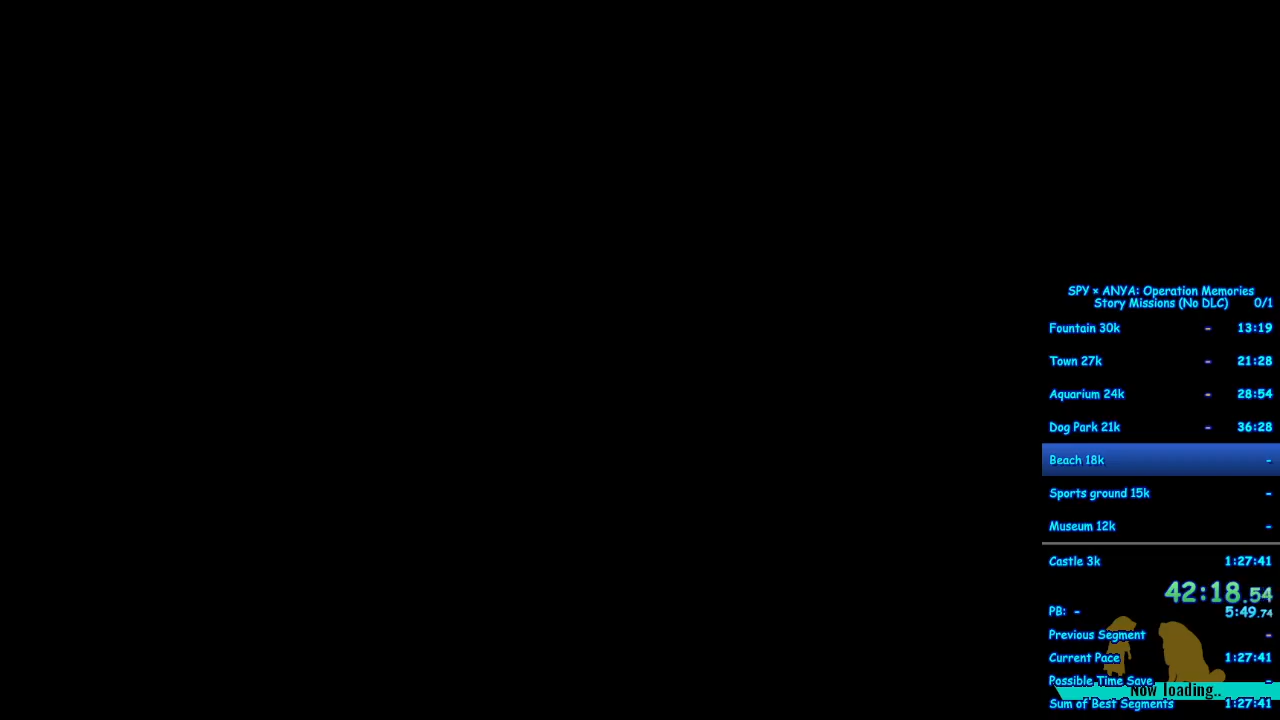 SPY × ANYA: Operation Memories
Story Missions (No DLC) 0/1
Fountain 30k - 13:19
Town 27k - 21:28
Aquarium 24k - 28:54
Dog Park 21k - 36:28
Beach 18k -
Sports ground 15k -
Museum 12k -
Castle 3k 1:27:41
42:18.54
PB: - 5:49.74
Previous Segment -
Current Pace 1:27:41
Possible Time Save -
Now loading..
Sum of Best Segments 1:27:41